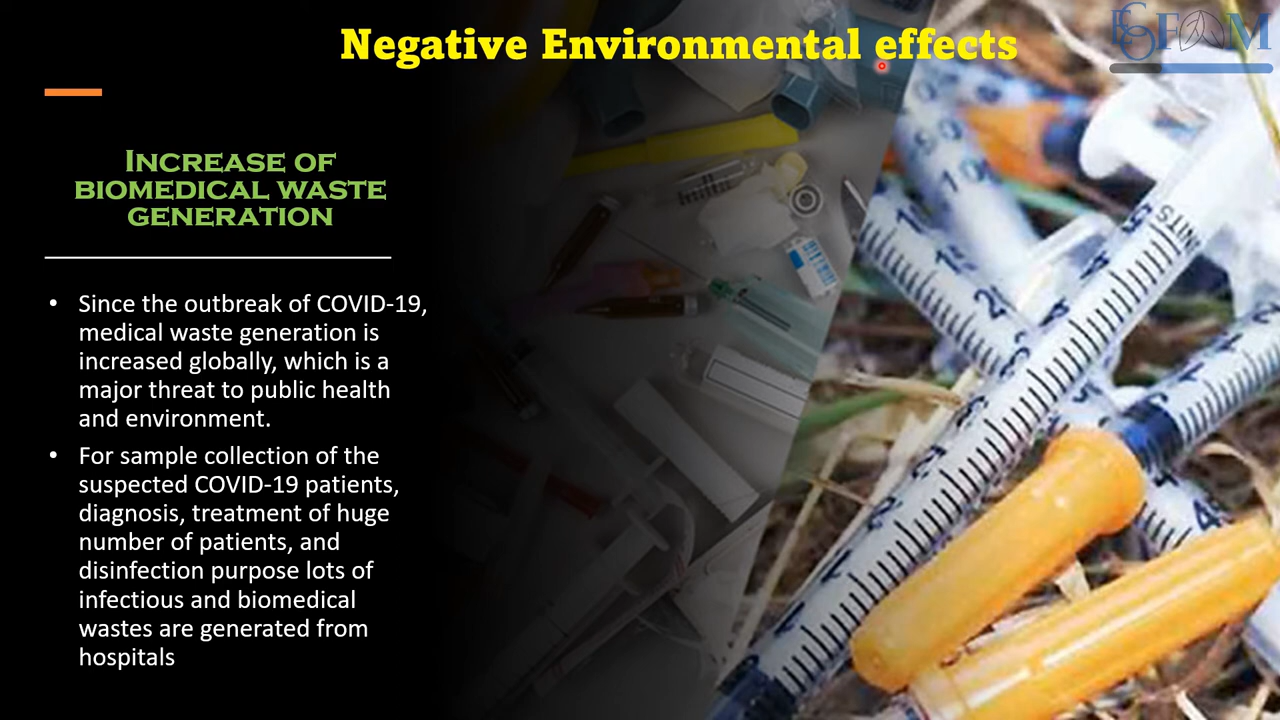 Negative Environmental effects
INCREASE OF
BIOMEDICAL WASTE
GENERATION
• Since the outbreak of COVID-19,
medical waste generation is
increased globally, which is a
major threat to public health
and environment.
• For sample collection of the
suspected COVID-19 patients,
diagnosis, treatment of huge
number of patients, and
disinfection purpose lots of
infectious and biomedical
wastes are generated from
hospitals